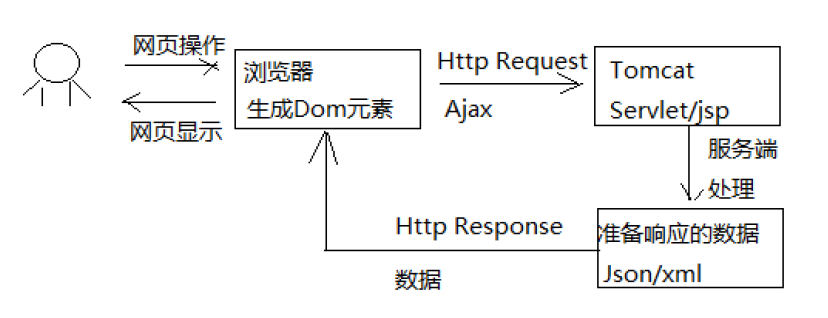 网页操作
网页显示
浏览器
生成Dom元素
Http Request
Ajax
Tomcat
Servlet/jsp
服务端
处理
准备响应的数据
Json/xml
Http Response
数据